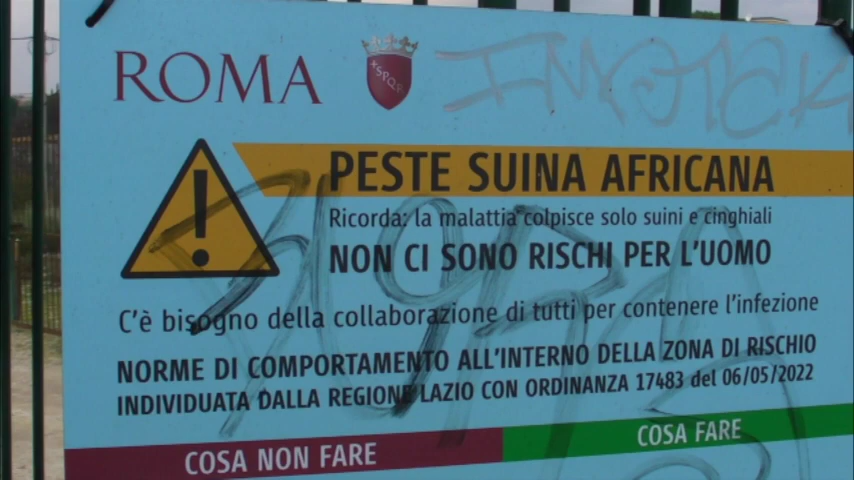 ROMA
SPQR
PESTE SUINA AFRICANA
Ricorda: la malattia colpisce solo suini e cinghiali
NON CI SONO RISCHI PER L'UOMO
C'è bisogno della collaborazione di tutti per contenere l'infezione
NORME DI COMPORTAMENTO ALL'INTERNO DELLA ZONA DI RISCHIO
INDIVIDUATA DALLA REGIONE LAZIO CON ORDINANZA 17483 del 06/05/2022
COSA NON FARE
COSA FARE